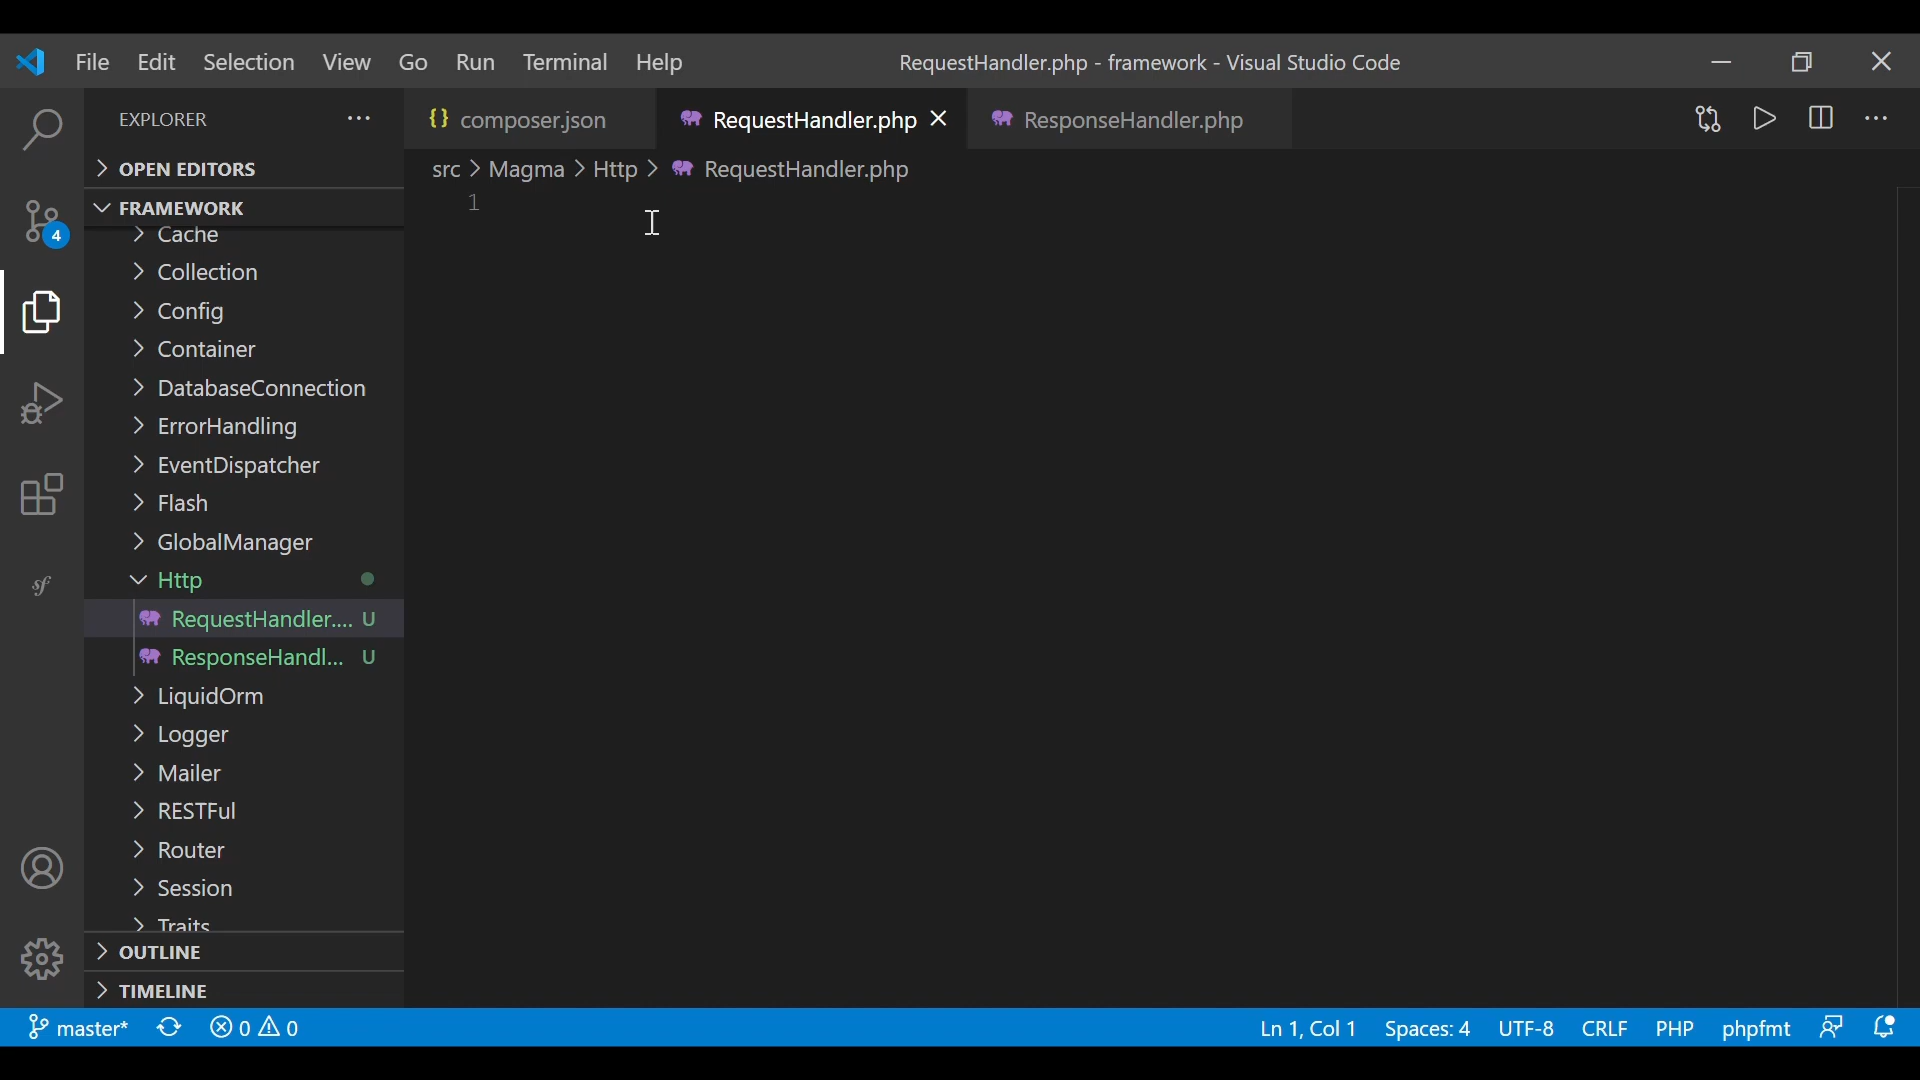 File Edit Selection View Go Run Terminal Help RequestHandler.php - framework - Visual Studio Code
EXPLORER ···
{} composer.json RequestHandler.php ResponseHandler.php
OPEN EDITORS
src > Magma > Http > RequestHandler.php
FRAMEWORK
1
4
Cache
Collection
Config
Container
DatabaseConnection
ErrorHandling
EventDispatcher
Flash
GlobalManager
Http
sf
RequestHandler.... U
ResponseHandl... U
LiquidOrm
Logger
Mailer
RESTFul
Router
Session
Traits
OUTLINE
TIMELINE
master* 0 0 Ln 1, Col 1 Spaces: 4 UTF-8 CRLF PHP phpfmt